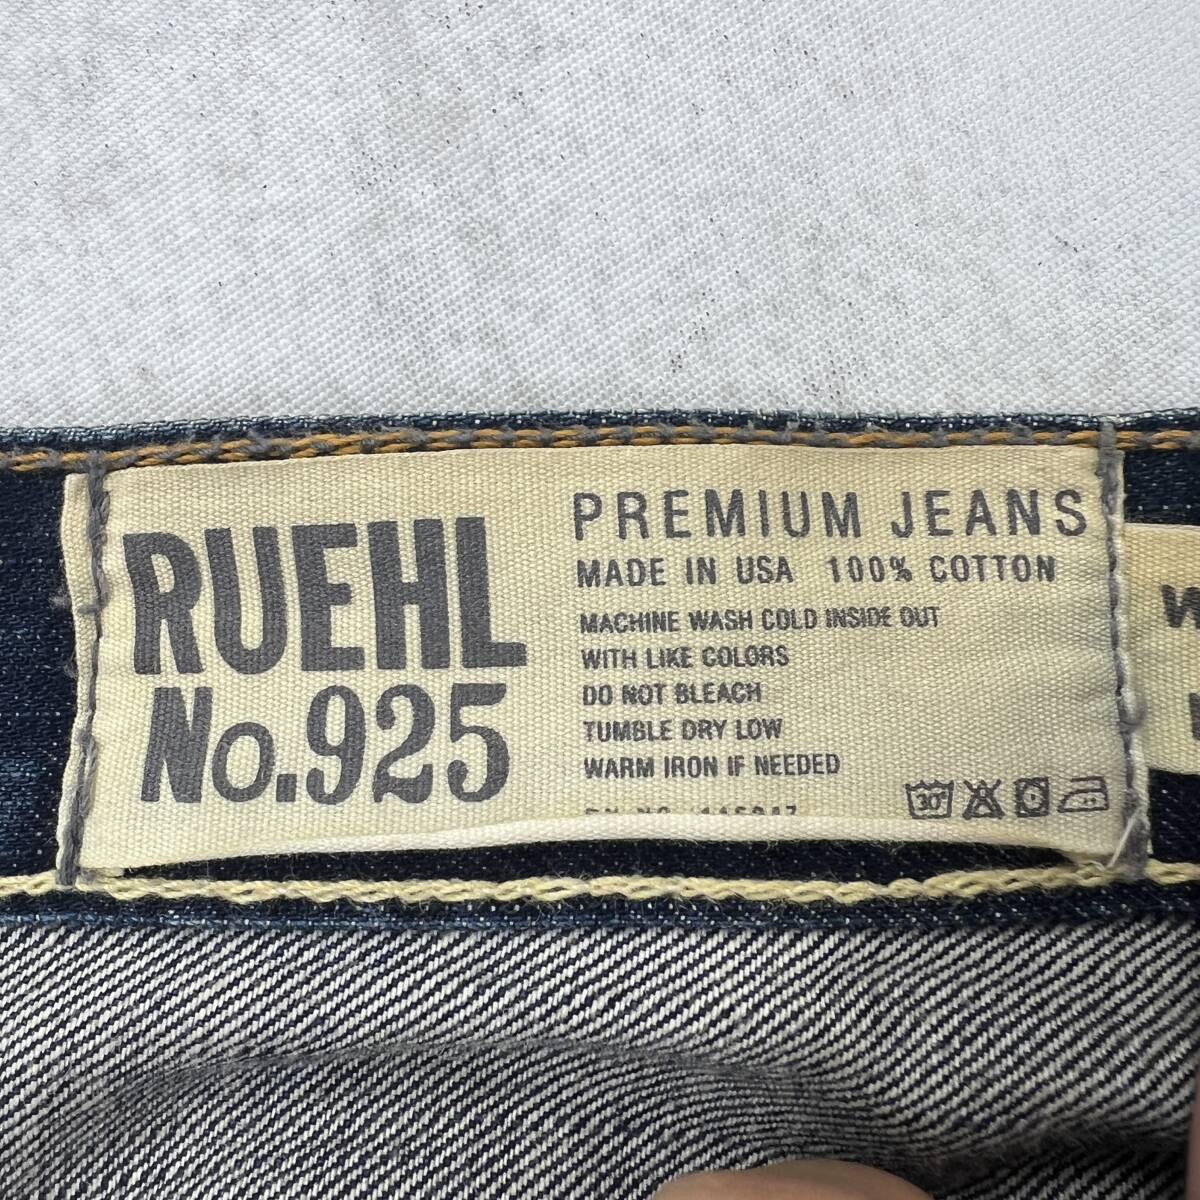 RUEHL
No.925
PREMIUM JEANS
MADE IN USA 100% COTTON
MACHINE WASH COLD INSIDE OUT
WITH LIKE COLORS
DO NOT BLEACH
TUMBLE DRY LOW
WARM IRON IF NEEDED
30°